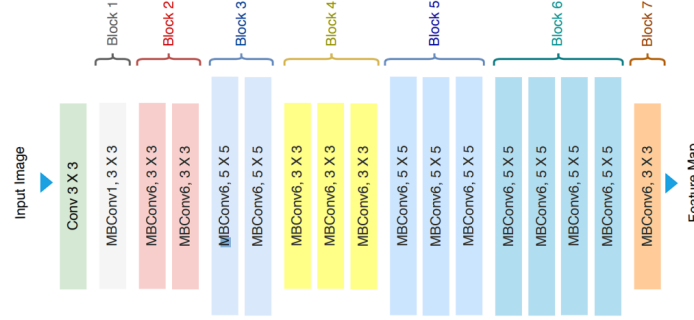 Input Image
Conv 3 X 3
MBConv1, 3 X 3
Block 1
MBConv6, 3 X 3
MBConv6, 3 X 3
Block 2
MBConv6, 5 X 5
MBConv6, 5 X 5
Block 3
MBConv6, 3 X 3
MBConv6, 3 X 3
MBConv6, 3 X 3
Block 4
MBConv6, 5 X 5
MBConv6, 5 X 5
MBConv6, 5 X 5
Block 5
MBConv6, 5 X 5
MBConv6, 5 X 5
MBConv6, 5 X 5
MBConv6, 5 X 5
Block 6
MBConv6, 3 X 3
Block 7
Feature Map